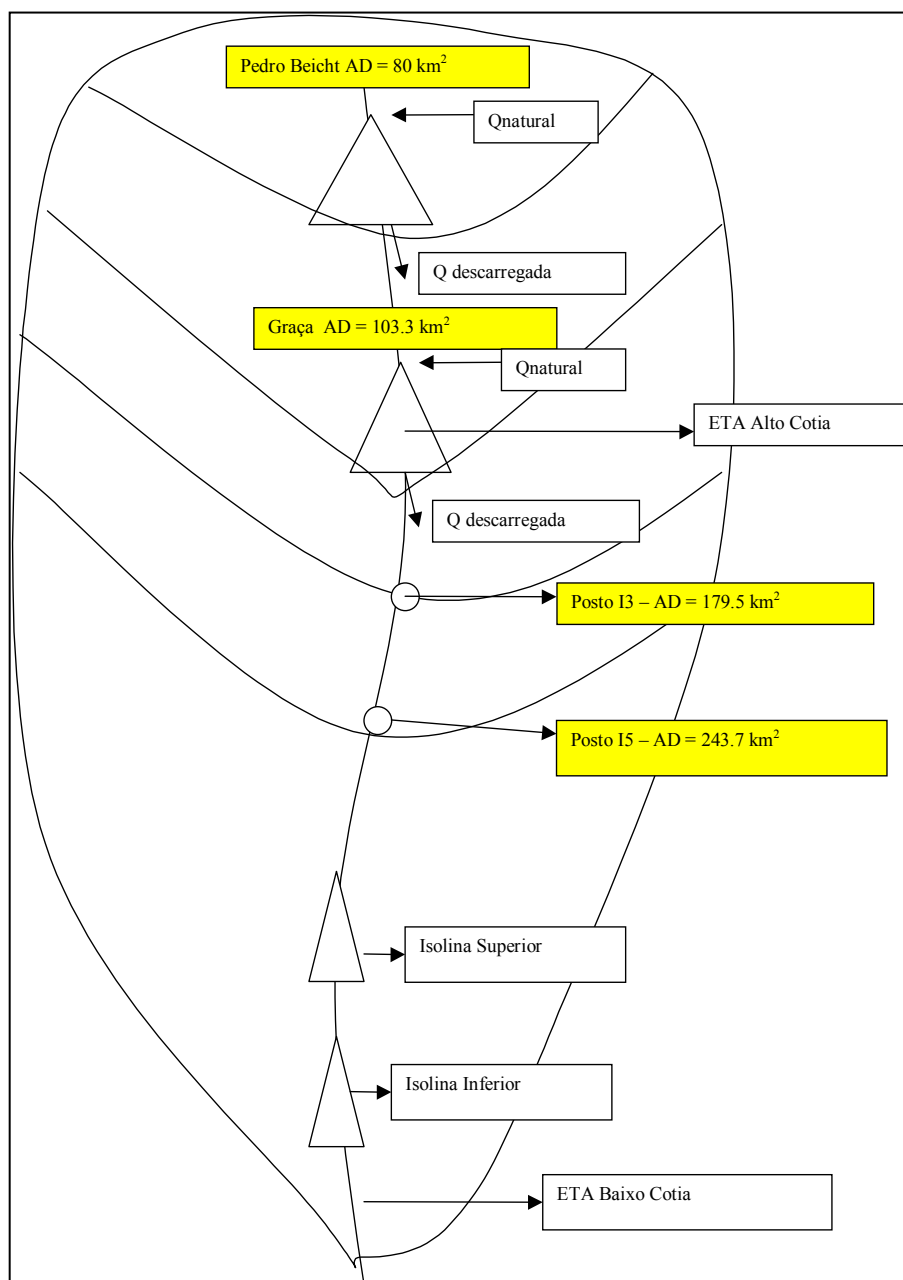 Pedro Beicht AD = 80 km²
Qnatural
Q descarregada
Graça AD = 103.3 km²
Qnatural
ETA Alto Cotia
Q descarregada
Posto I3 – AD = 179.5 km²
Posto I5 – AD = 243.7 km²
Isolina Superior
Isolina Inferior
ETA Baixo Cotia